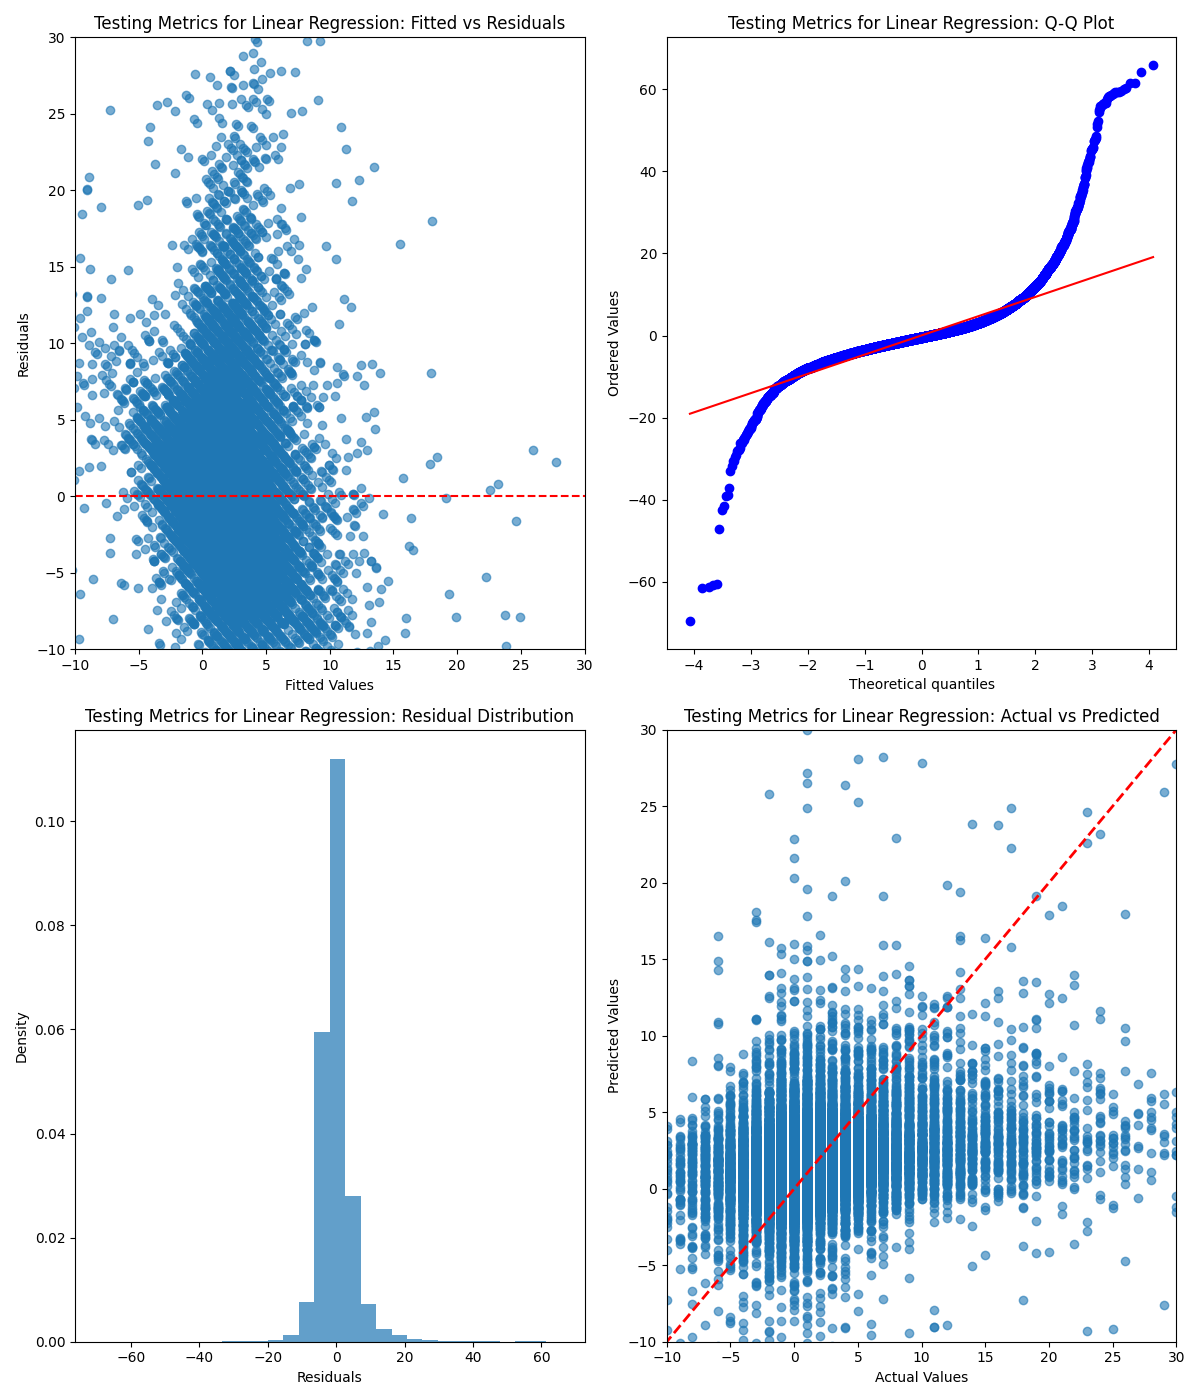 Testing Metrics for Linear Regression: Fitted vs Residuals
30
25
20
15
10
5
0
−5
−10
Residuals
−10 −5 0 5 10 15 20 25 30
Fitted Values
Testing Metrics for Linear Regression: Q-Q Plot
60
40
20
0
−20
−40
−60
Ordered Values
−4 −3 −2 −1 0 1 2 3 4
Theoretical quantiles
Testing Metrics for Linear Regression: Residual Distribution
0.10
0.08
0.06
0.04
0.02
0.00
Density
−60 −40 −20 0 20 40 60
Residuals
Testing Metrics for Linear Regression: Actual vs Predicted
30
25
20
15
10
5
0
−5
−10
Predicted Values
−10 −5 0 5 10 15 20 25 30
Actual Values